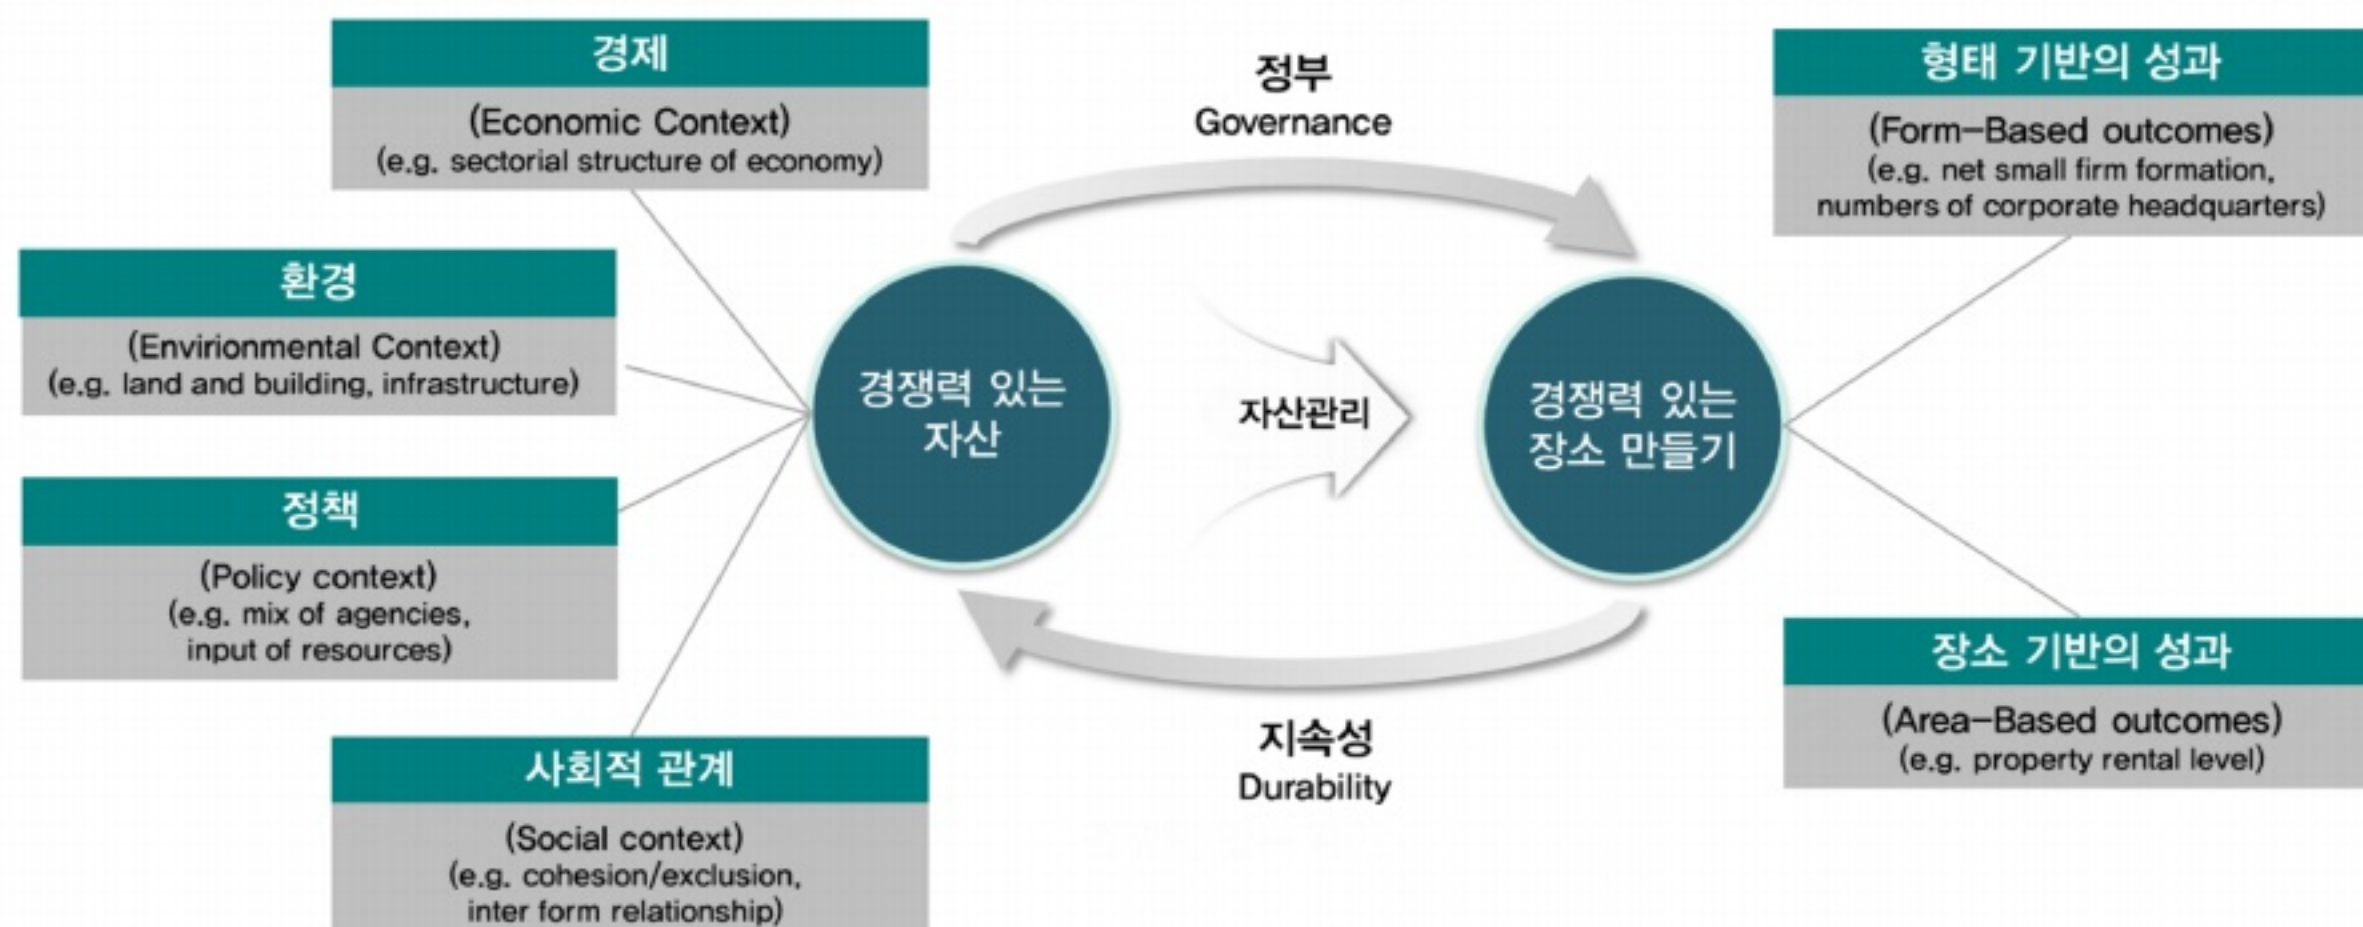 경제
(Economic Context)
(e.g. sectorial structure of economy)
환경
(Envirionmental Context)
(e.g. land and building, infrastructure)
정책
(Policy context)
(e.g. mix of agencies,
input of resources)
사회적 관계
(Social context)
(e.g. cohesion/exclusion,
inter form relationship)
경쟁력 있는
자산
정부
Governance
자산관리
지속성
Durability
경쟁력 있는
장소 만들기
형태 기반의 성과
(Form-Based outcomes)
(e.g. net small firm formation,
numbers of corporate headquarters)
장소 기반의 성과
(Area-Based outcomes)
(e.g. property rental level)